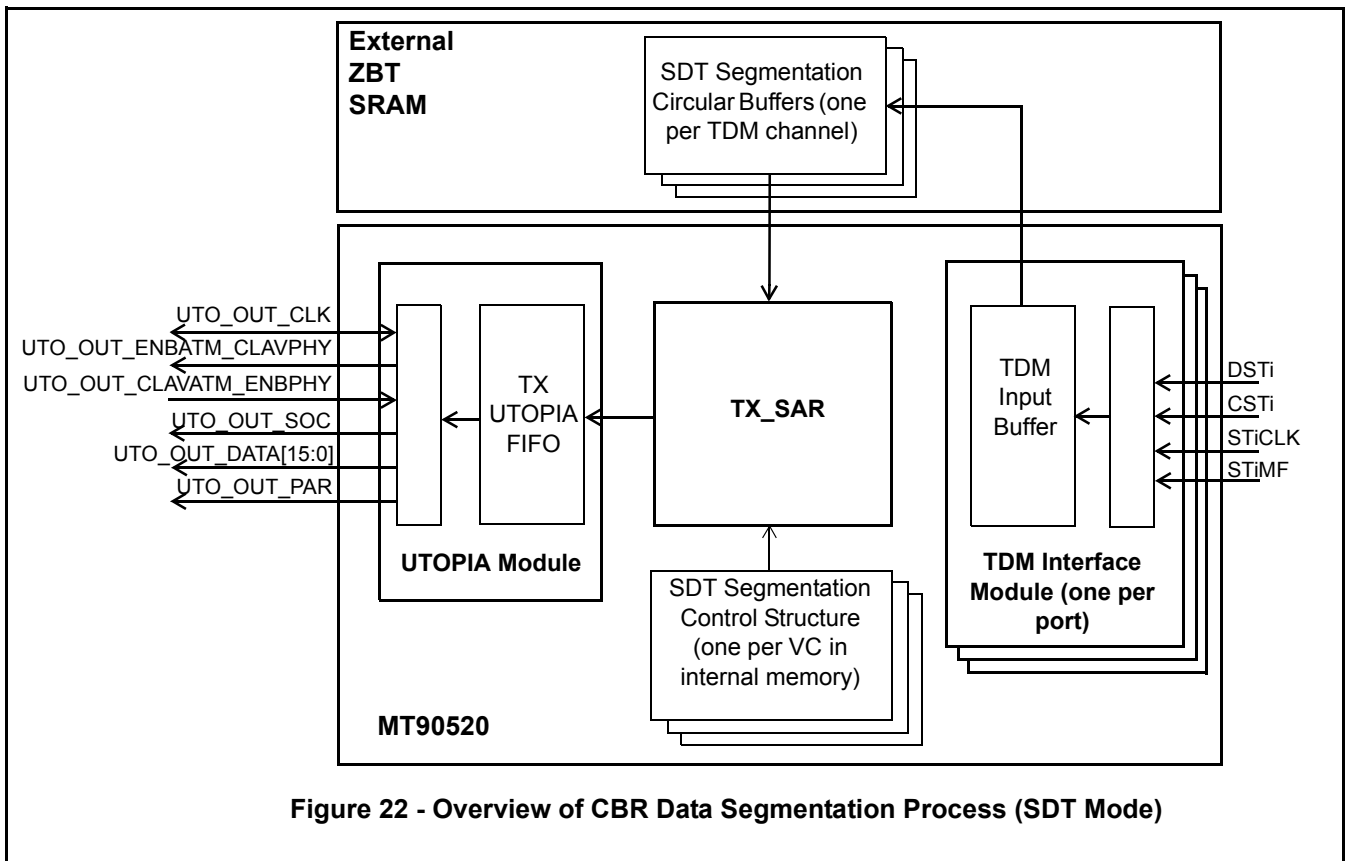 External
ZBT
SRAM
SDT Segmentation
Circular Buffers (one
per TDM channel)
UTO_OUT_CLK
UTO_OUT_ENBATM_CLAVPHY
UTO_OUT_CLAVATM_ENBPHY
UTO_OUT_SOC
UTO_OUT_DATA[15:0]
UTO_OUT_PAR
TX
UTOPIA
FIFO
UTOPIA Module
TX_SAR
TDM
Input
Buffer
DSTi
CSTi
STiCLK
STiMF
TDM Interface
Module (one per
port)
SDT Segmentation
Control Structure
(one per VC in
internal memory)
MT90520
Figure 22 - Overview of CBR Data Segmentation Process (SDT Mode)